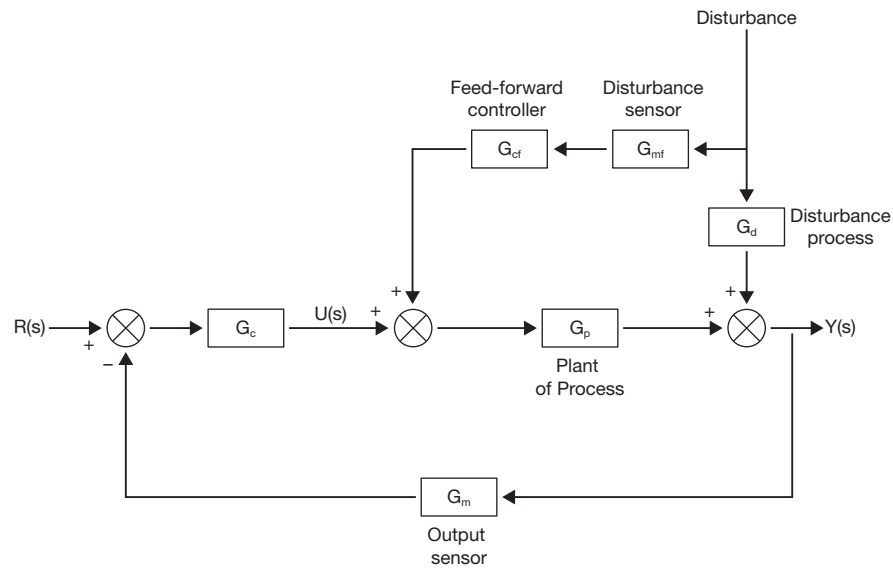 Disturbance
Feed-forward
controller
Disturbance
sensor
G_cf
G_mf
G_d
Disturbance
process
+
+
R(s)
+
−
G_c
U(s)
+
G_p
+
Y(s)
Plant
of Process
G_m
Output
sensor